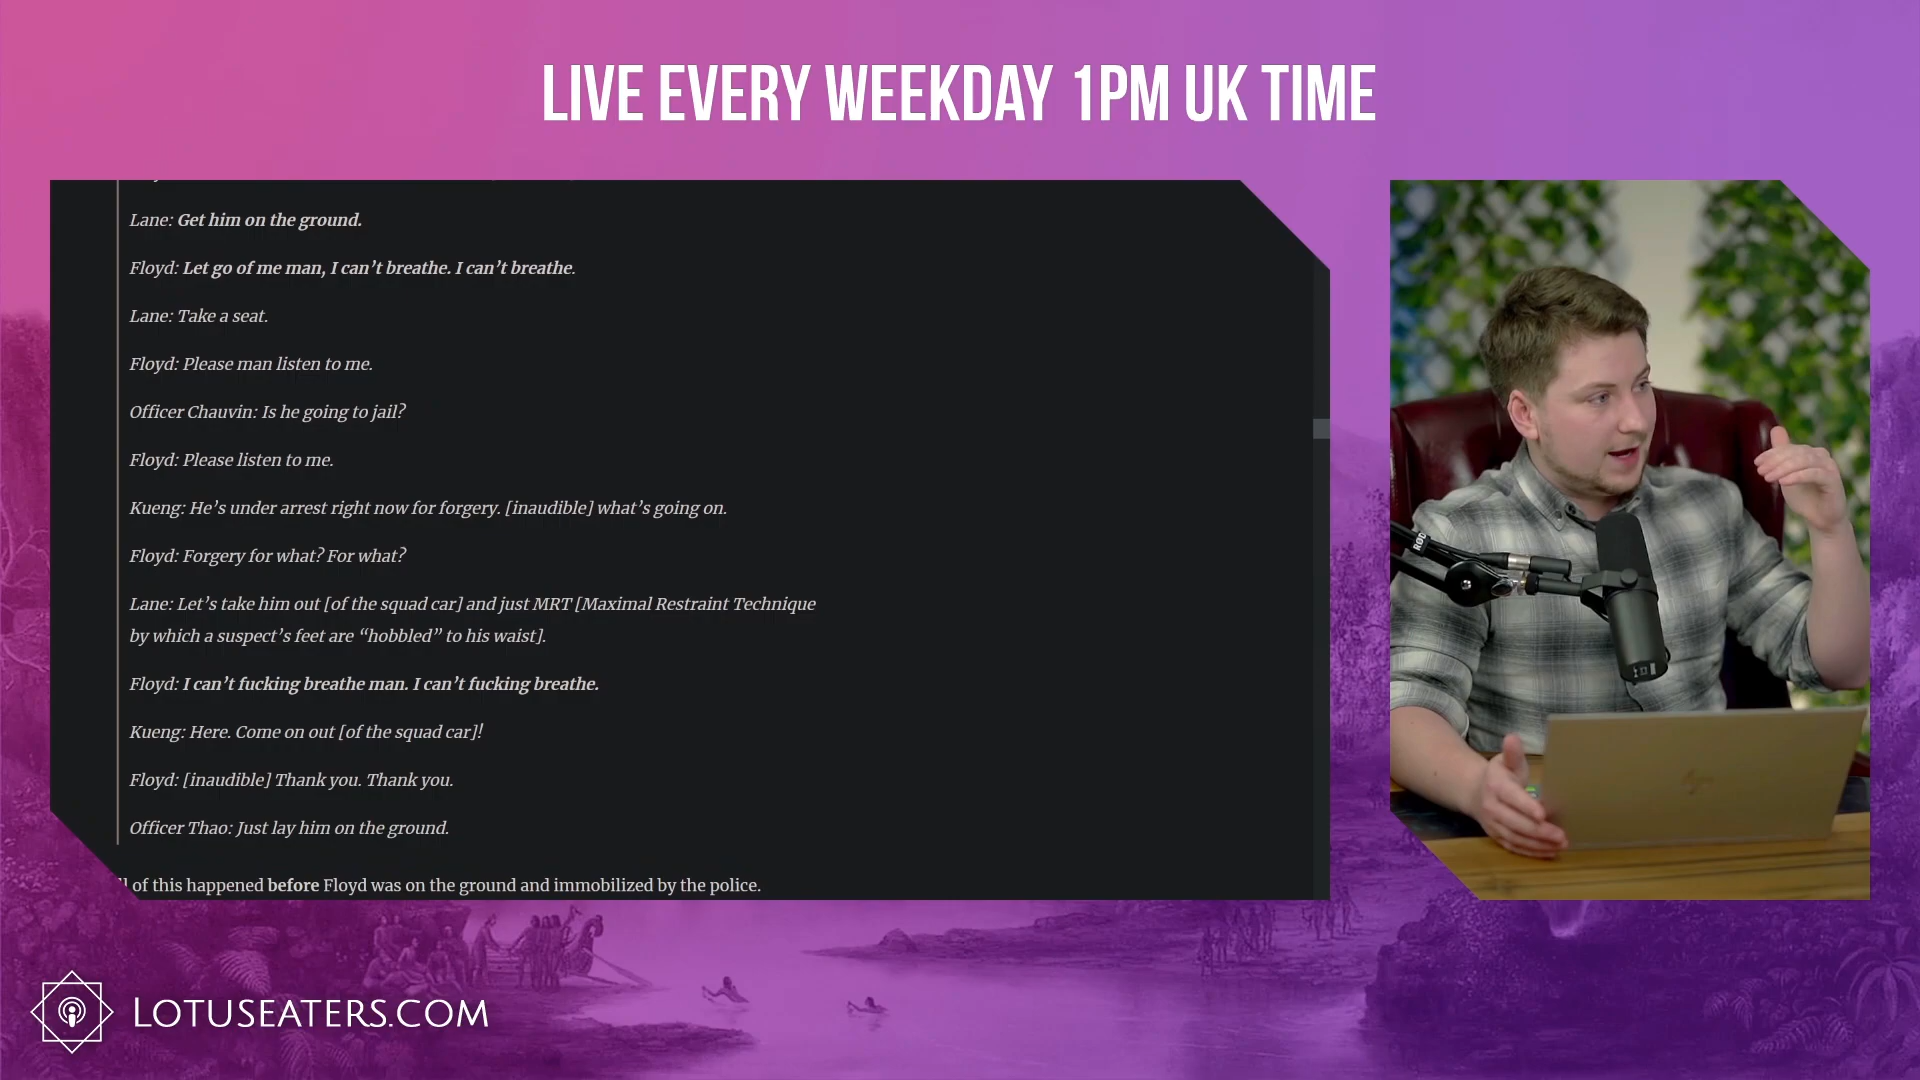 LIVE EVERY WEEKDAY 1PM UK TIME
Lane: Get him on the ground.
Floyd: Let go of me man, I can’t breathe. I can’t breathe.
Lane: Take a seat.
Floyd: Please man listen to me.
Officer Chauvin: Is he going to jail?
Floyd: Please listen to me.
Kueng: He’s under arrest right now for forgery. [inaudible] what’s going on.
Floyd: Forgery for what? For what?
Lane: Let’s take him out [of the squad car] and just MRT [Maximal Restraint Technique
by which a suspect’s feet are “hobbled” to his waist].
Floyd: I can’t fucking breathe man. I can’t fucking breathe.
Kueng: Here. Come on out [of the squad car]!
Floyd: [inaudible] Thank you. Thank you.
Officer Thao: Just lay him on the ground.
of this happened before Floyd was on the ground and immobilized by the police.
RØDE
LOTUSEATERS.COM